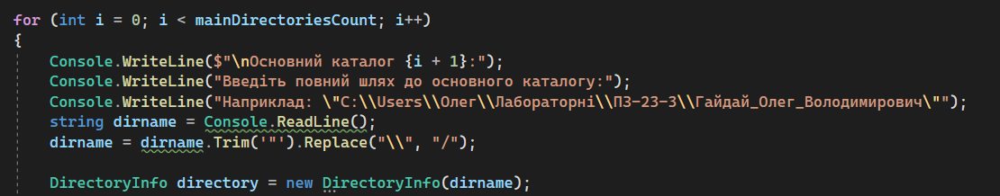 for (int i = 0; i < mainDirectoriesCount; i++)
{
Console.WriteLine($"\nОсновний каталог {i + 1}:");
Console.WriteLine("Введіть повний шлях до основного каталогу:");
Console.WriteLine("Наприклад: \"C:\\Users\\Олег\\Лабораторні\\ПЗ-23-3\\Гайдай_Олег_Володимирович\"");
string dirname = Console.ReadLine();
dirname = dirname.Trim('"').Replace("\\", "/");
DirectoryInfo directory = new DirectoryInfo(dirname);